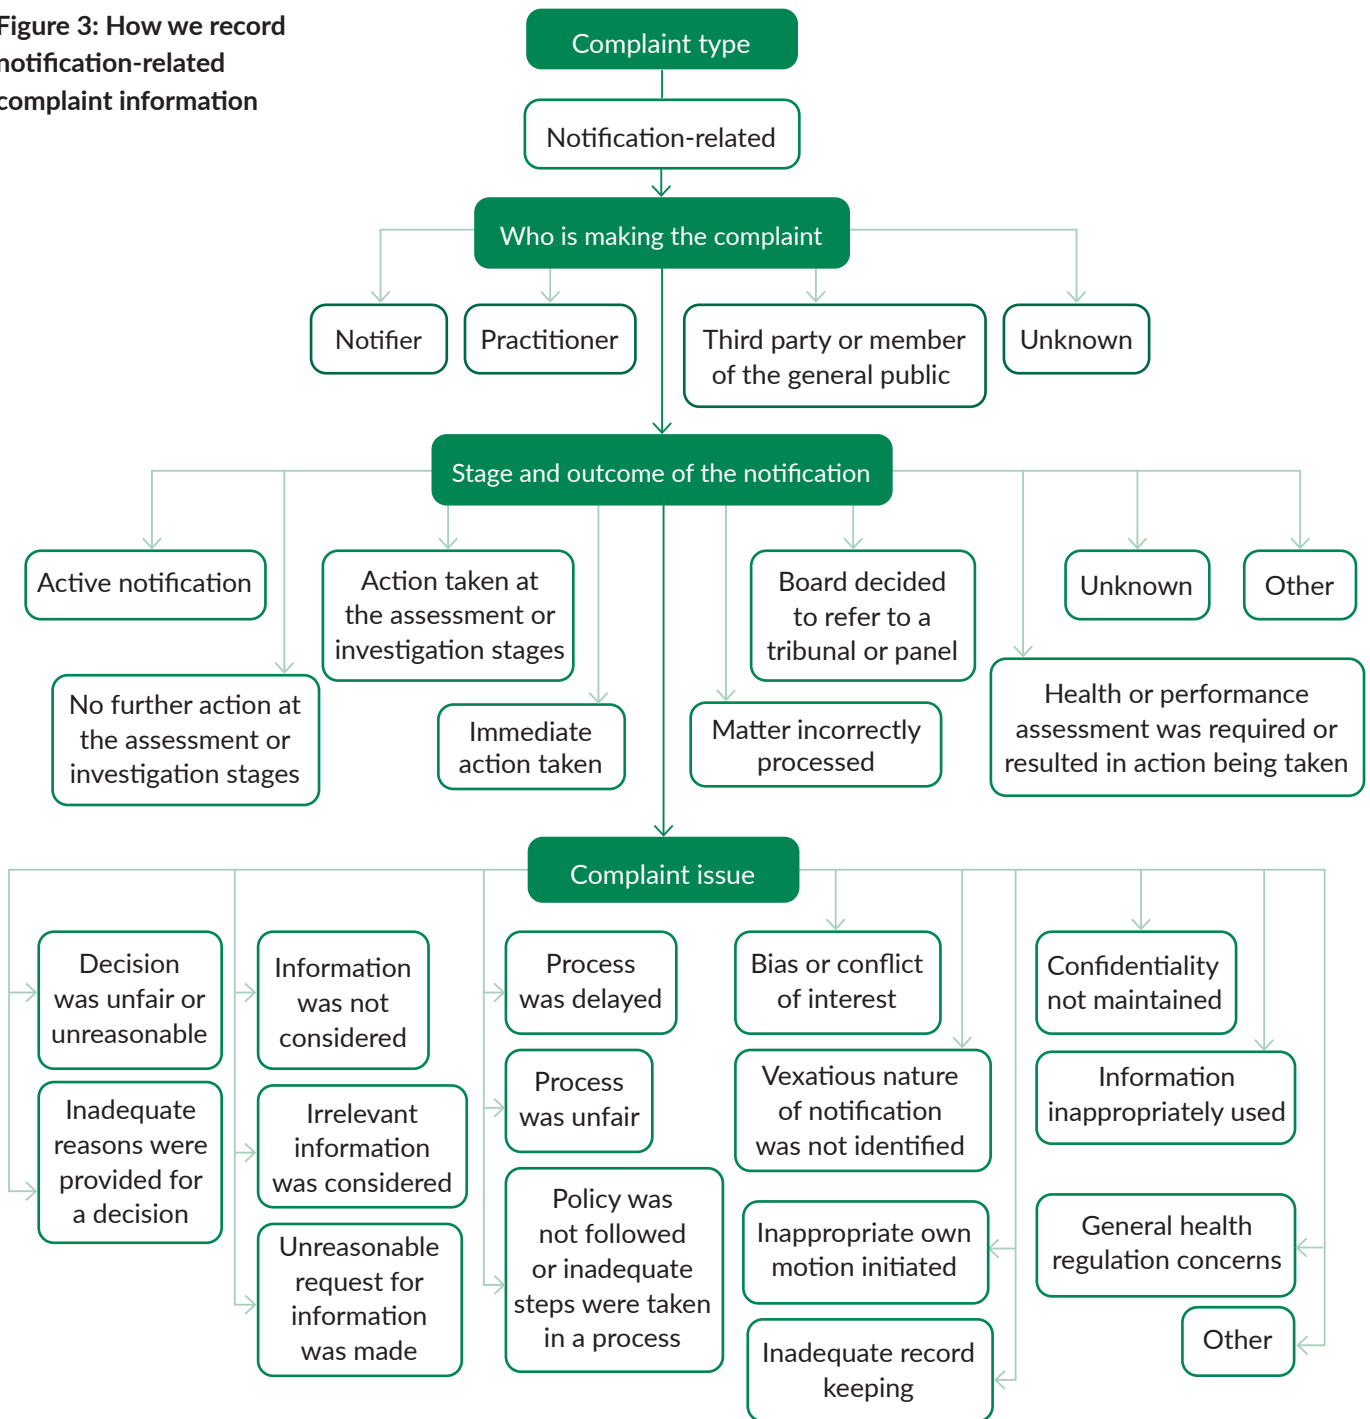 Figure 3: How we record
notification-related
complaint information
Complaint type
Notification-related
Who is making the complaint
Notifier
Practitioner
Third party or member
of the general public
Unknown
Stage and outcome of the notification
Active notification
No further action at
the assessment or
investigation stages
Action taken at
the assessment or
investigation stages
Immediate
action taken
Matter incorrectly
processed
Board decided
to refer to a
tribunal or panel
Health or performance
assessment was required or
resulted in action being taken
Unknown
Other
Complaint issue
Decision
was unfair or
unreasonable
Inadequate
reasons were
provided for
a decision
Information
was not
considered
Irrelevant
information
was considered
Unreasonable
request for
information
was made
Process
was delayed
Process
was unfair
Policy was
not followed
or inadequate
steps were taken
in a process
Bias or conflict
of interest
Vexatious nature
of notification
was not identified
Inappropriate own
motion initiated
Inadequate record
keeping
Confidentiality
not maintained
Information
inappropriately used
General health
regulation concerns
Other